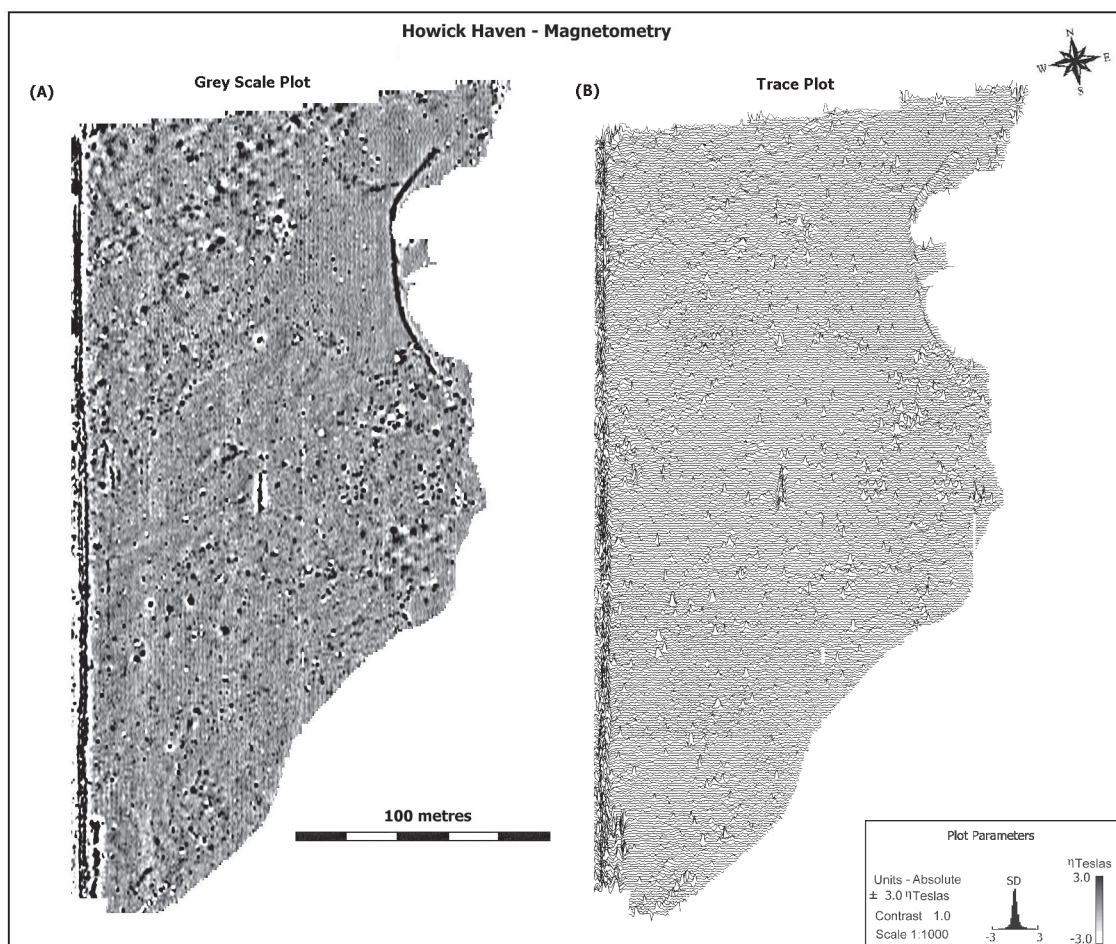 Howick Haven - Magnetometry
N
W E
S
(A)
Grey Scale Plot
(B)
Trace Plot
100 metres
Plot Parameters
Units - Absolute
± 3.0 ηTeslas
Contrast 1.0
Scale 1:1000
SD
-3 3
ηTeslas
3.0
-3.0